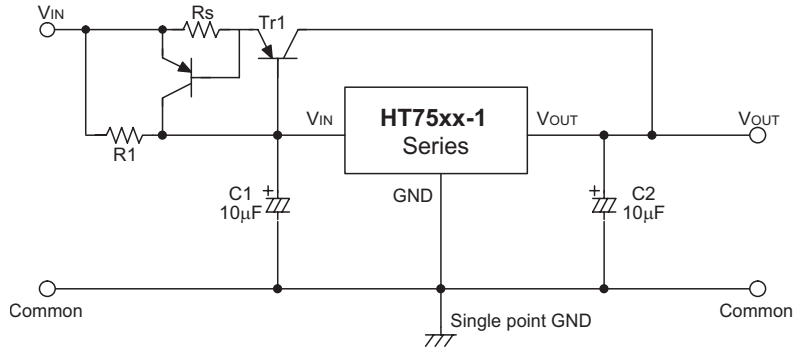 VIN
Rs
Tr1
R1
VIN
HT75xx-1
Series
VOUT
VOUT
GND
C1
10μF
C2
10μF
Common
Single point GND
Common
+
+